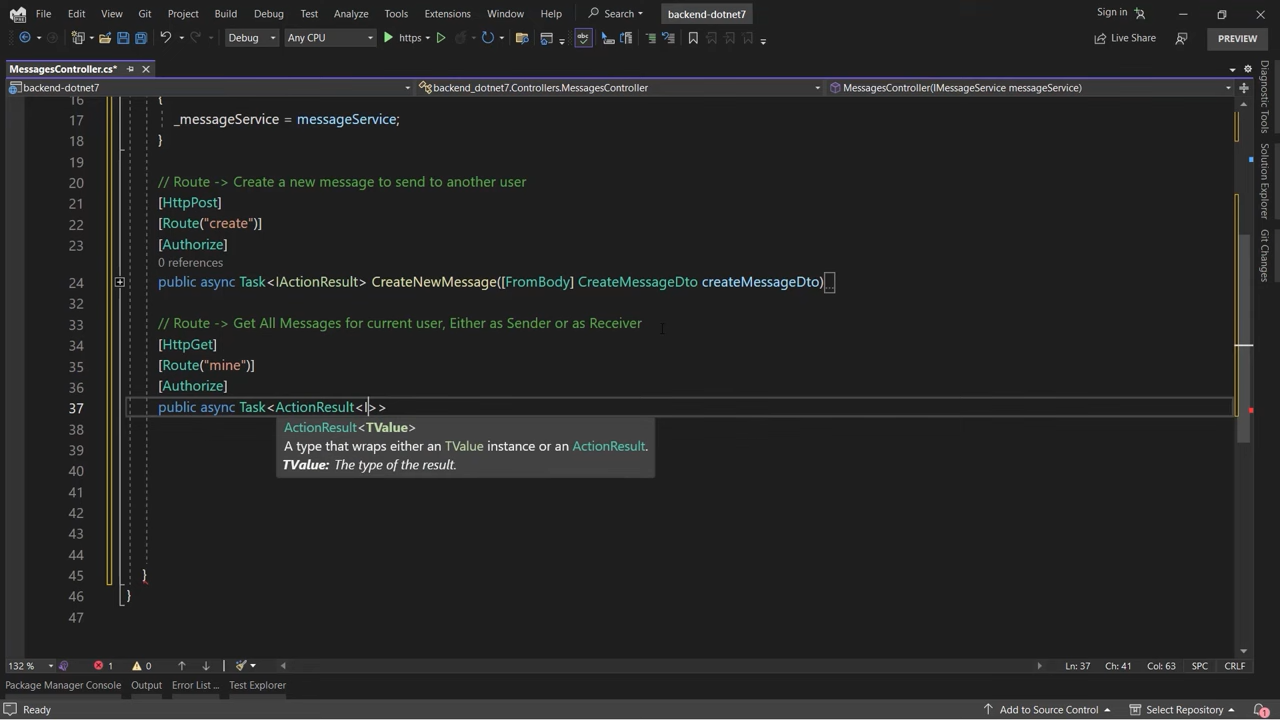 File Edit View Git Project Build Debug Test Analyze Tools Extensions Window Help Search backend-dotnet7 Sign in
Debug Any CPU https Live Share PREVIEW
MessagesController.cs*
backend-dotnet7 backend_dotnet7.Controllers.MessagesController MessagesController(IMessageService messageService)
16 {
17 _messageService = messageService;
18 }
19
20 // Route -> Create a new message to send to another user
21 [HttpPost]
22 [Route("create")]
23 [Authorize]
0 references
24 public async Task<IActionResult> CreateNewMessage([FromBody] CreateMessageDto createMessageDto)...
32
33 // Route -> Get All Messages for current user, Either as Sender or as Receiver
34 [HttpGet]
35 [Route("mine")]
36 [Authorize]
37 public async Task<ActionResult<I>>
ActionResult<TValue>
38
A type that wraps either an TValue instance or an ActionResult.
39
TValue: The type of the result.
40
41
42
43
44
45 }
46 }
47
132 % 1 0 Ln: 37 Ch: 41 Col: 63 SPC CRLF
Package Manager Console Output Error List ... Test Explorer
Ready Add to Source Control Select Repository 1
Diagnostic Tools
Solution Explorer
Git Changes